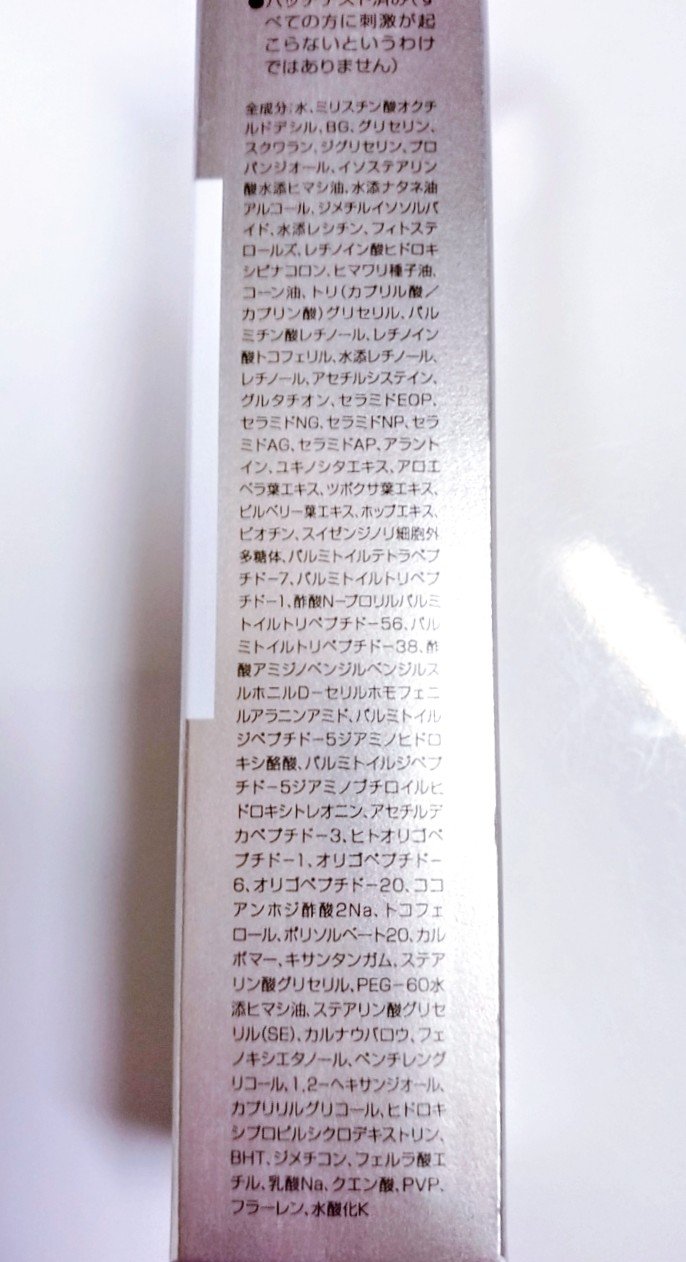 ●パッチテスト済み(す
べての方に刺激が起
こらないというわけ
ではありません)
全成分:水、ミリスチン酸オクチ
ルドデシル、BG、グリセリン、
スクワラン、ジグリセリン、プロ
パンジオール、イソステアリン
酸水添ヒマシ油、水添ナタネ油
アルコール、ジメチルイソソルバ
イド、水添レシチン、フィトステ
ロールズ、レチノイン酸ヒドロキ
シピナコロン、ヒマワリ種子油、
コーン油、トリ(カプリル酸/
カプリン酸)グリセリル、パル
ミチン酸レチノール、レチノイン
酸トコフェリル、水添レチノール、
レチノール、アセチルシステイン、
グルタチオン、セラミドEOP、
セラミドNG、セラミドNP、セラ
ミドAG、セラミドAP、アラント
イン、ユキノシタエキス、アロエ
ベラ葉エキス、ツボクサ葉エキス、
ビルベリー葉エキス、ホップエキス、
ビオチン、スイゼンジノリ細胞外
多糖体、パルミトイルテトラペプ
チド-7、パルミトイルトリペプ
チド-1、酢酸N-プロリルパルミ
トイルトリペプチド-56、パル
ミトイルトリペプチド-38、酢
酸アミジノベンジルベンジルス
ルホニルD-セリルホモフェニ
ルアラニンアミド、パルミトイル
ジペプチド-5ジアミノヒドロ
キシ酪酸、パルミトイルジペプ
チド-5ジアミノブチロイルヒ
ドロキシトレオニン、アセチルデ
カペプチド-3、ヒトオリゴペ
プチド-1、オリゴペプチド-
6、オリゴペプチド-20、ココ
アンホジ酢酸2Na、トコフェ
ロール、ポリソルベート20、カル
ボマー、キサンタンガム、ステア
リン酸グリセリル、PEG-60水
添ヒマシ油、ステアリン酸グリセ
リル(SE)、カルナウバロウ、フェ
ノキシエタノール、ペンチレング
リコール、1,2-ヘキサンジオール、
カプリリルグリコール、ヒドロキ
シプロピルシクロデキストリン、
BHT、ジメチコン、フェルラ酸エ
チル、乳酸Na、クエン酸、PVP、
フラーレン、水酸化K